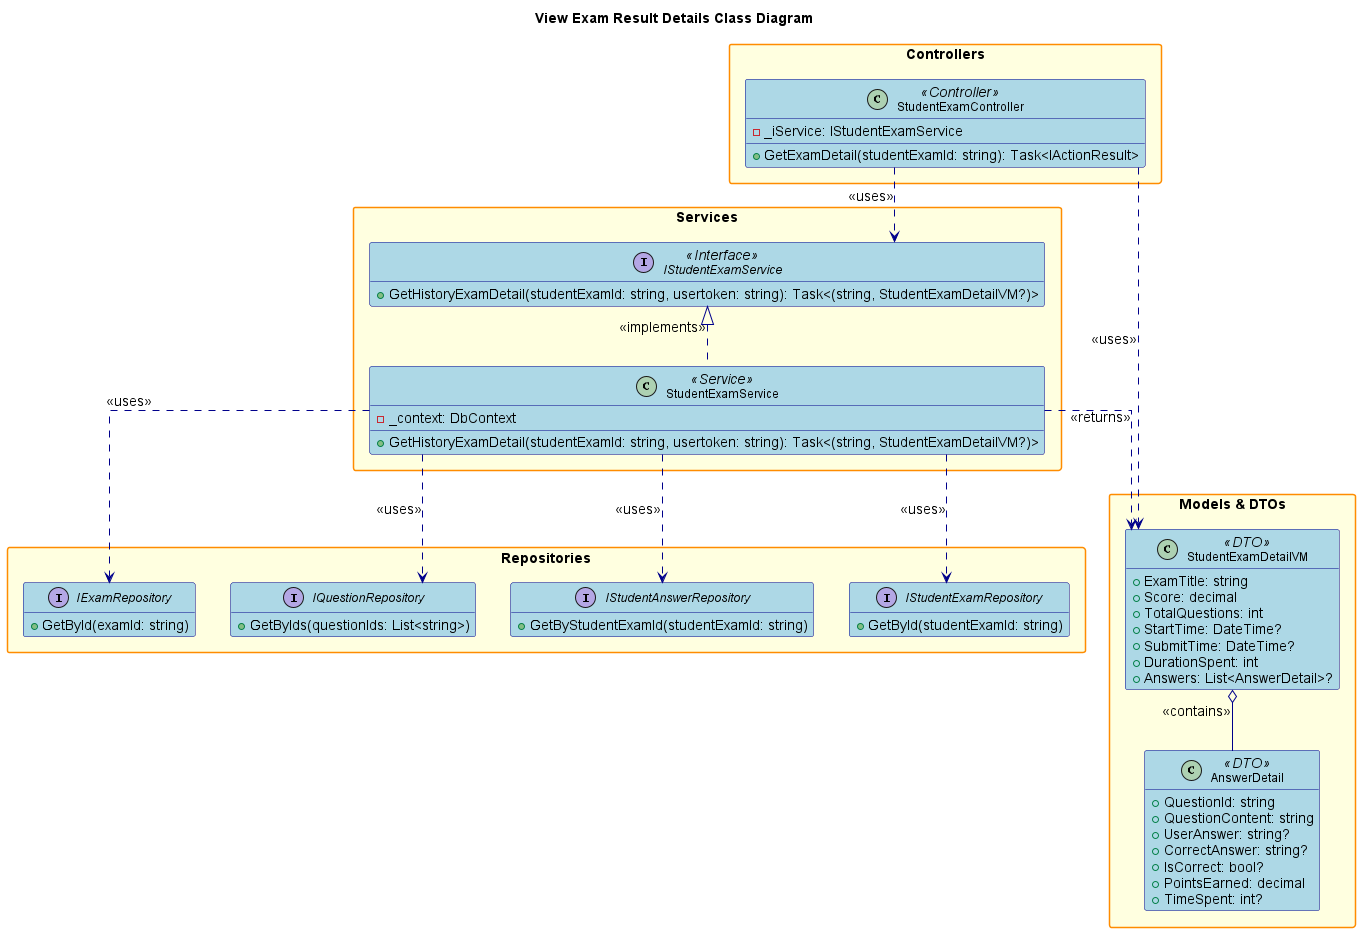 View Exam Result Details Class Diagram
Controllers
C
«Controller»
StudentExamController
_iService: IStudentExamService
GetExamDetail(studentExamId: string): Task<IActionResult>
«uses»
Services
I
«Interface»
IStudentExamService
GetHistoryExamDetail(studentExamId: string, usertoken: string): Task<(string, StudentExamDetailVM?)>
«implements»
«uses»
C
«Service»
StudentExamService
_context: DbContext
GetHistoryExamDetail(studentExamId: string, usertoken: string): Task<(string, StudentExamDetailVM?)>
«uses»
«returns»
«uses»
«uses»
«uses»
Repositories
I
IExamRepository
GetById(examId: string)
I
IQuestionRepository
GetByIds(questionIds: List<string>)
I
IStudentAnswerRepository
GetByStudentExamId(studentExamId: string)
I
IStudentExamRepository
GetById(studentExamId: string)
Models & DTOs
C
«DTO»
StudentExamDetailVM
ExamTitle: string
Score: decimal
TotalQuestions: int
StartTime: DateTime?
SubmitTime: DateTime?
DurationSpent: int
Answers: List<AnswerDetail>?
«contains»
C
«DTO»
AnswerDetail
QuestionId: string
QuestionContent: string
UserAnswer: string?
CorrectAnswer: string?
IsCorrect: bool?
PointsEarned: decimal
TimeSpent: int?